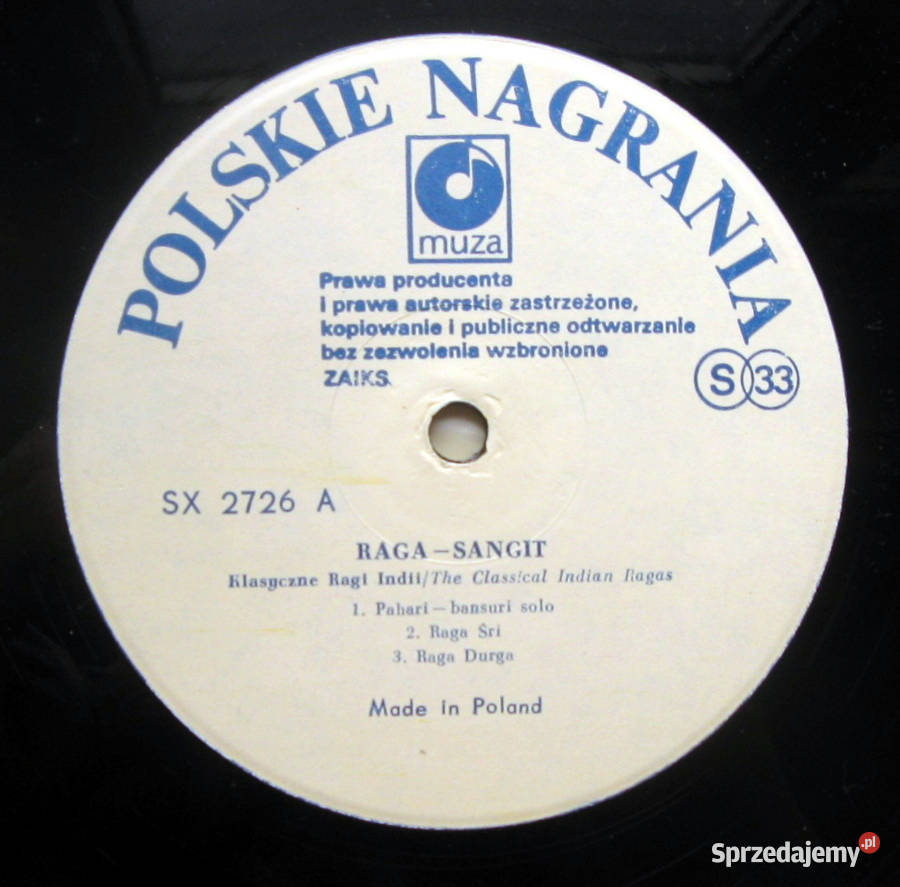 POLSKIE NAGRANIA
muza
Prawa producenta
i prawa autorskie zastrzeżone,
kopiowanie i publiczne odtwarzanie
bez zezwolenia wzbronione
ZAIKS
S 33
SX 2726 A
RAGA—SANGIT
Klasyczne Ragi Indii/The Classical Indian Ragas
1. Pahari — bansuri solo
2. Raga Śri
3. Raga Durga
Made in Poland
Sprzedajemy.pl